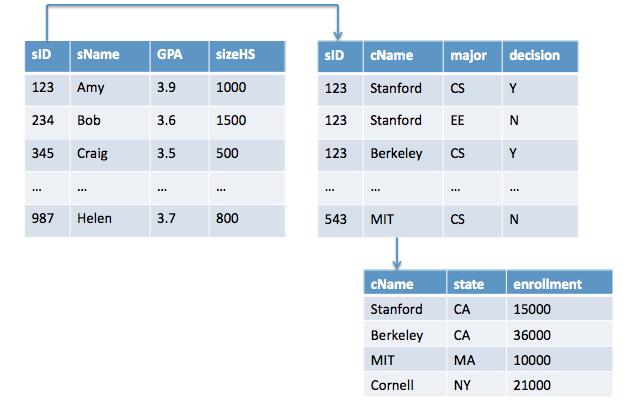 sID sName GPA sizeHS
123 Amy 3.9 1000
234 Bob 3.6 1500
345 Craig 3.5 500
... ... ... ...
987 Helen 3.7 800
sID cName major decision
123 Stanford CS Y
123 Stanford EE N
123 Berkeley CS Y
... ... ... ...
543 MIT CS N
cName state enrollment
Stanford CA 15000
Berkeley CA 36000
MIT MA 10000
Cornell NY 21000